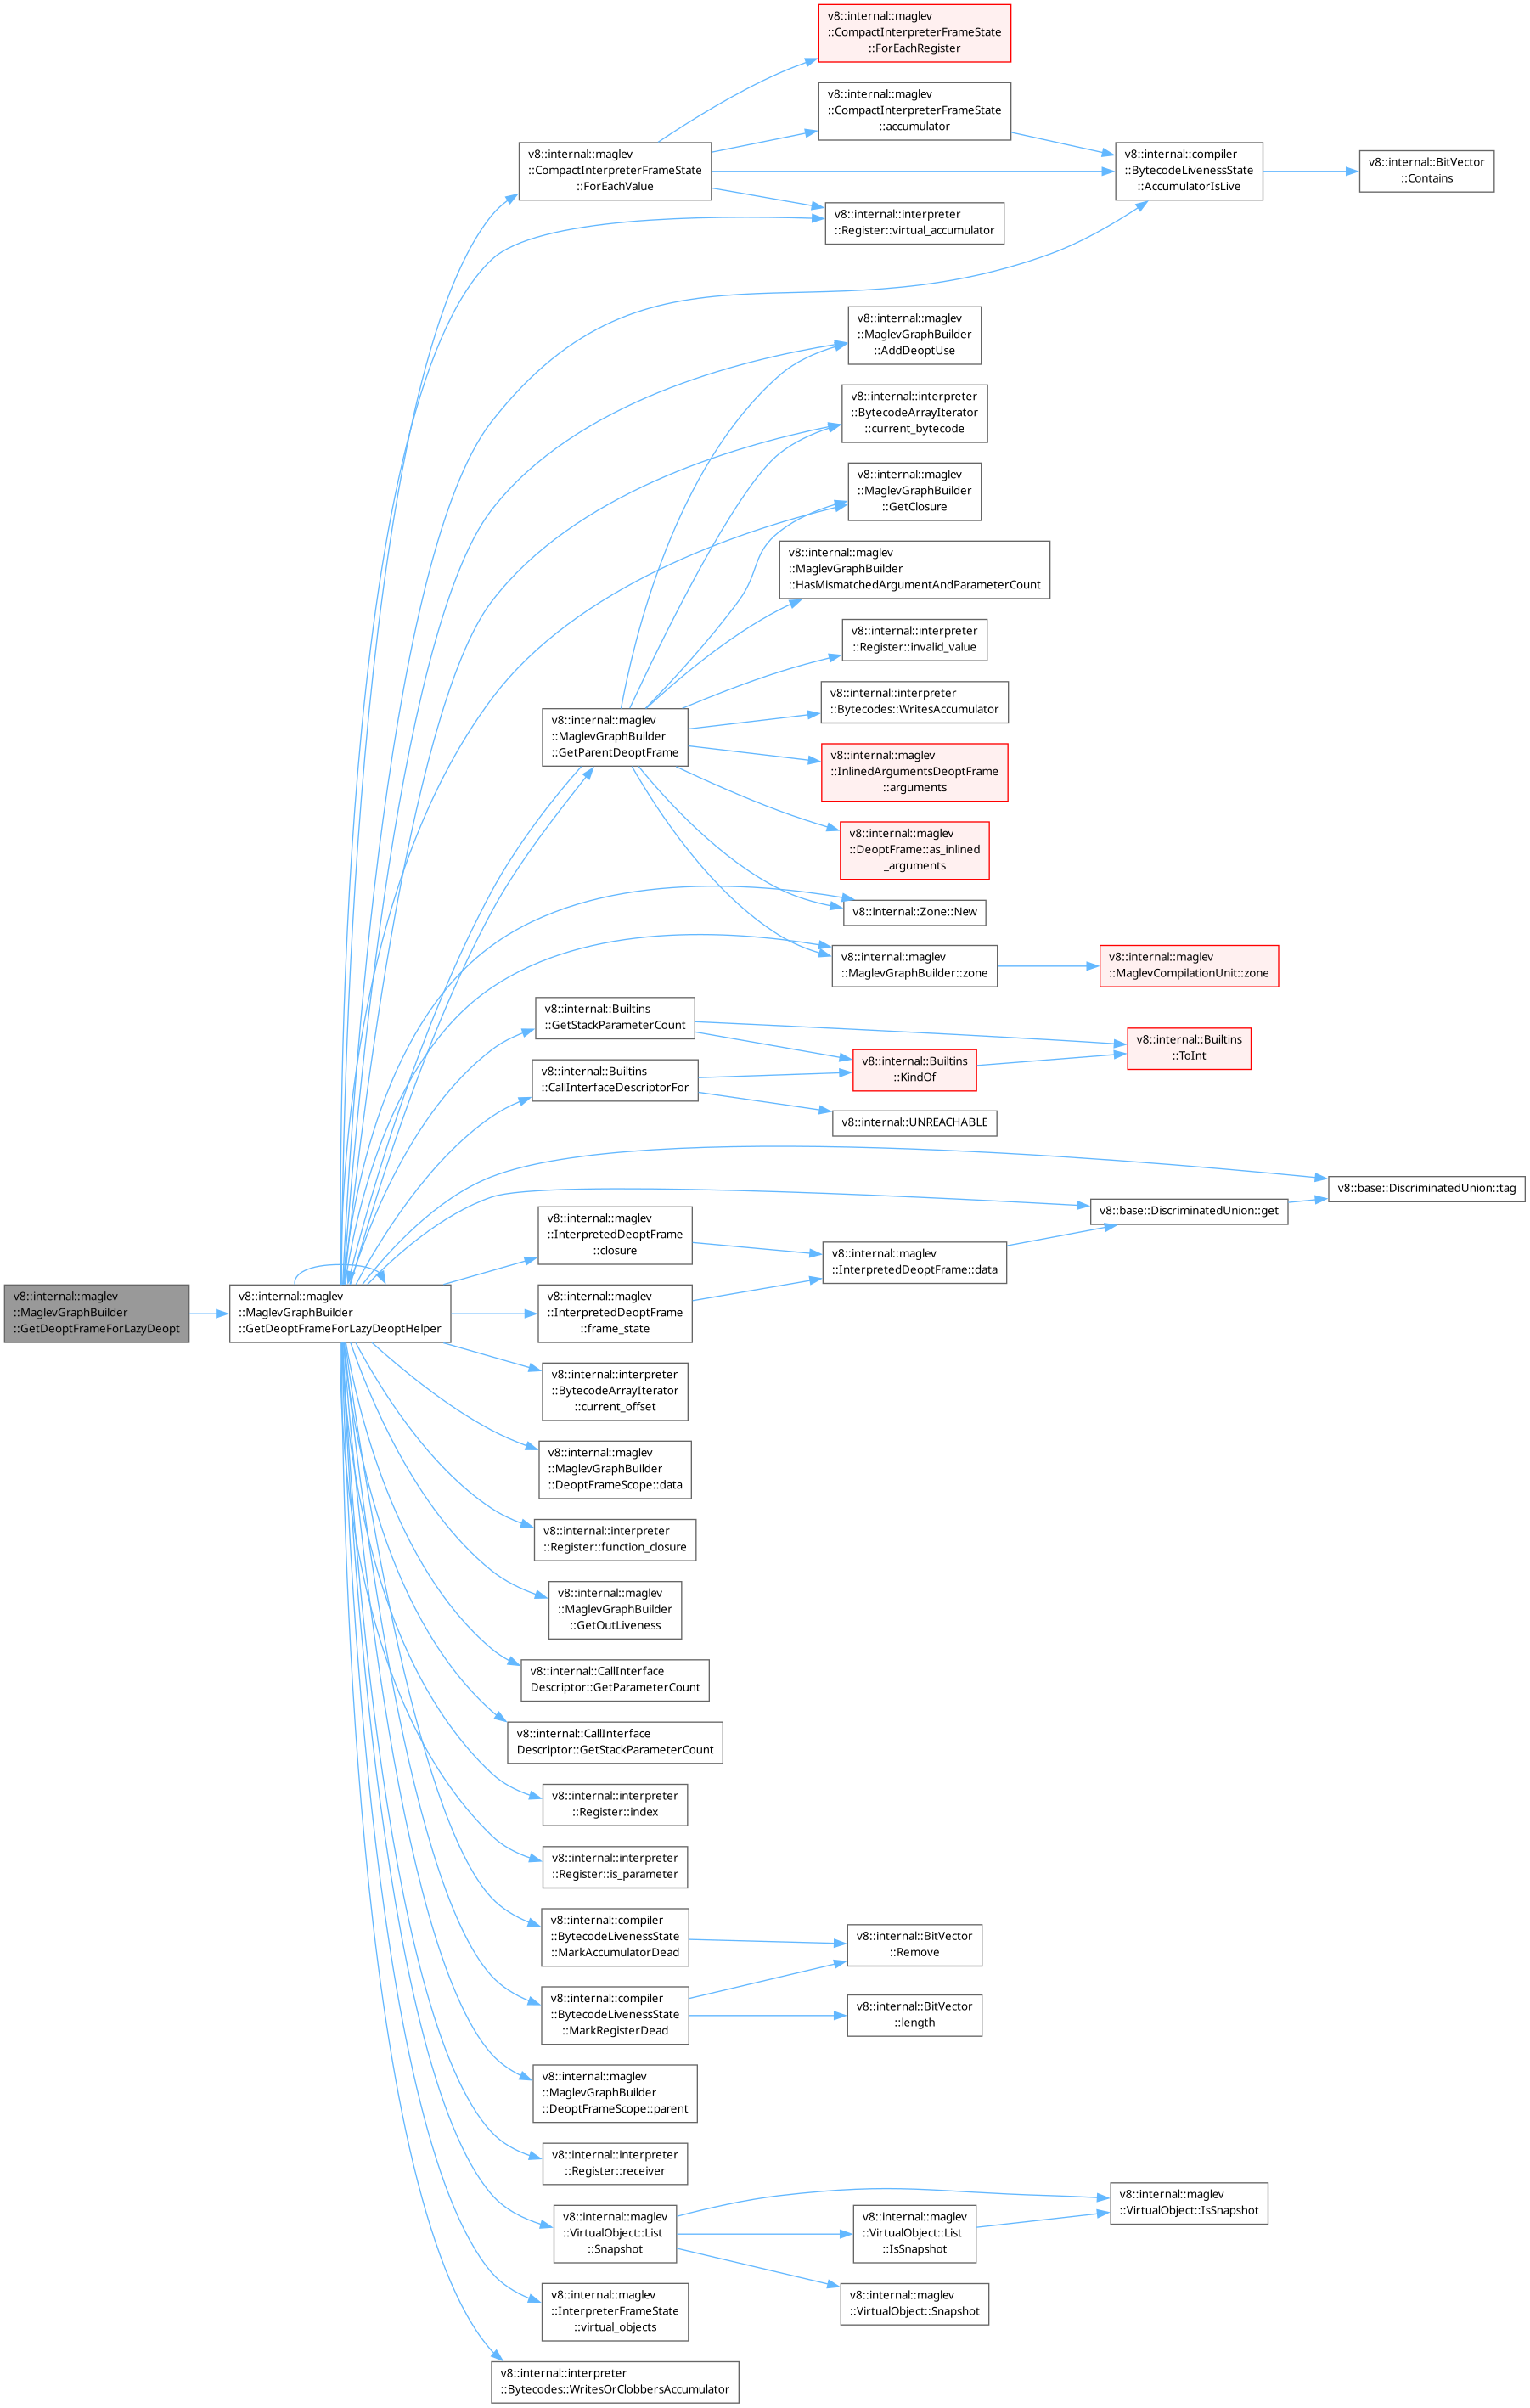 v8::internal::maglev
::CompactInterpreterFrameState
::ForEachRegister
v8::internal::maglev
::CompactInterpreterFrameState
::accumulator
v8::internal::maglev
::CompactInterpreterFrameState
::ForEachValue
v8::internal::compiler
::BytecodeLivenessState
::AccumulatorIsLive
v8::internal::BitVector
::Contains
v8::internal::interpreter
::Register::virtual_accumulator
v8::internal::maglev
::MaglevGraphBuilder
::AddDeoptUse
v8::internal::interpreter
::BytecodeArrayIterator
::current_bytecode
v8::internal::maglev
::MaglevGraphBuilder
::GetClosure
v8::internal::maglev
::MaglevGraphBuilder
::HasMismatchedArgumentAndParameterCount
v8::internal::interpreter
::Register::invalid_value
v8::internal::interpreter
::Bytecodes::WritesAccumulator
v8::internal::maglev
::MaglevGraphBuilder
::GetParentDeoptFrame
v8::internal::maglev
::InlinedArgumentsDeoptFrame
::arguments
v8::internal::maglev
::DeoptFrame::as_inlined
_arguments
v8::internal::Zone::New
v8::internal::maglev
::MaglevGraphBuilder::zone
v8::internal::maglev
::MaglevCompilationUnit::zone
v8::internal::Builtins
::GetStackParameterCount
v8::internal::Builtins
::ToInt
v8::internal::Builtins
::KindOf
v8::internal::Builtins
::CallInterfaceDescriptorFor
v8::internal::UNREACHABLE
v8::base::DiscriminatedUnion::tag
v8::base::DiscriminatedUnion::get
v8::internal::maglev
::InterpretedDeoptFrame
::closure
v8::internal::maglev
::InterpretedDeoptFrame::data
v8::internal::maglev
::MaglevGraphBuilder
::GetDeoptFrameForLazyDeopt
v8::internal::maglev
::MaglevGraphBuilder
::GetDeoptFrameForLazyDeoptHelper
v8::internal::maglev
::InterpretedDeoptFrame
::frame_state
v8::internal::interpreter
::BytecodeArrayIterator
::current_offset
v8::internal::maglev
::MaglevGraphBuilder
::DeoptFrameScope::data
v8::internal::interpreter
::Register::function_closure
v8::internal::maglev
::MaglevGraphBuilder
::GetOutLiveness
v8::internal::CallInterface
Descriptor::GetParameterCount
v8::internal::CallInterface
Descriptor::GetStackParameterCount
v8::internal::interpreter
::Register::index
v8::internal::interpreter
::Register::is_parameter
v8::internal::compiler
::BytecodeLivenessState
::MarkAccumulatorDead
v8::internal::BitVector
::Remove
v8::internal::compiler
::BytecodeLivenessState
::MarkRegisterDead
v8::internal::BitVector
::length
v8::internal::maglev
::MaglevGraphBuilder
::DeoptFrameScope::parent
v8::internal::interpreter
::Register::receiver
v8::internal::maglev
::VirtualObject::IsSnapshot
v8::internal::maglev
::VirtualObject::List
::Snapshot
v8::internal::maglev
::VirtualObject::List
::IsSnapshot
v8::internal::maglev
::VirtualObject::Snapshot
v8::internal::maglev
::InterpreterFrameState
::virtual_objects
v8::internal::interpreter
::Bytecodes::WritesOrClobbersAccumulator